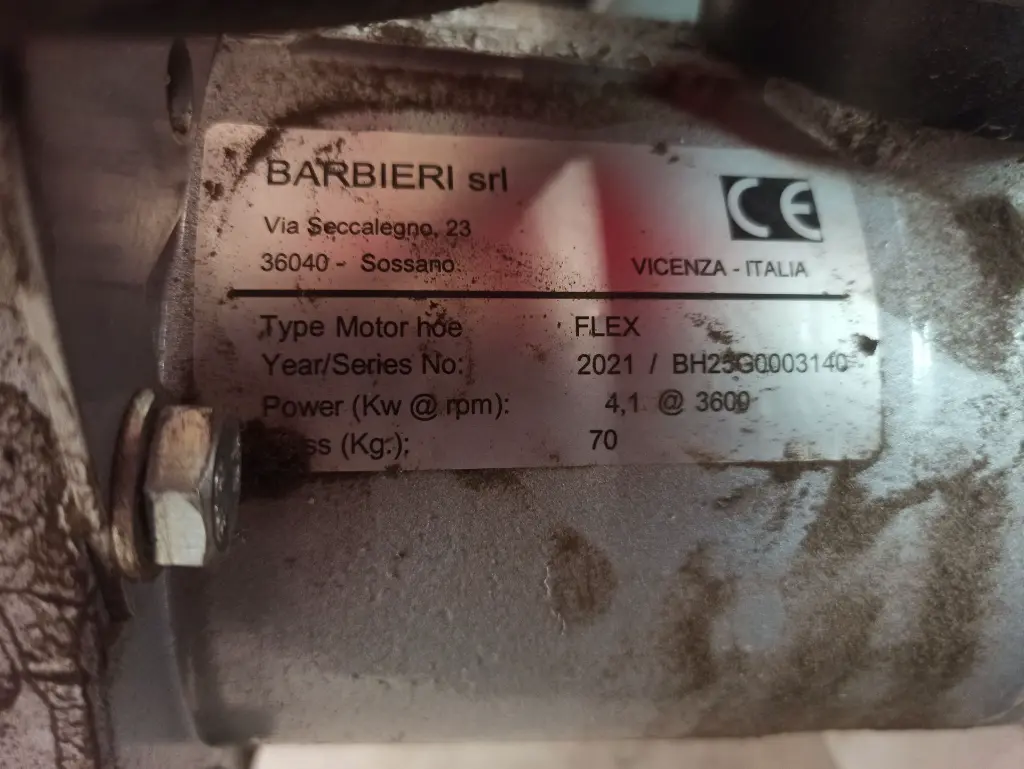 BARBIERI srl
Via Seccalegno, 23
36040 - Sossano
CE
VICENZA - ITALIA
Type Motor hoe FLEX
Year/Series No: 2021 / BH25G0003140
Power (Kw @ rpm): 4,1 @ 3600
(Kg.): 70